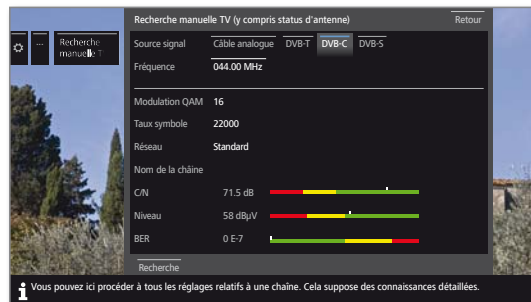 Recherche manuelle TV (y compris status d'antenne) Retour
... Recherche
manuelle T
Source signal Câble analogue DVB-T DVB-C DVB-S
Fréquence 044.00 MHz
Modulation QAM 16
Taux symbole 22000
Réseau Standard
Nom de la chaîne
C/N 71.5 dB
Niveau 58 dBµV
BER 0 E-7
Recherche
Vous pouvez ici procéder à tous les réglages relatifs à une chaîne. Cela suppose des connaissances détaillées.